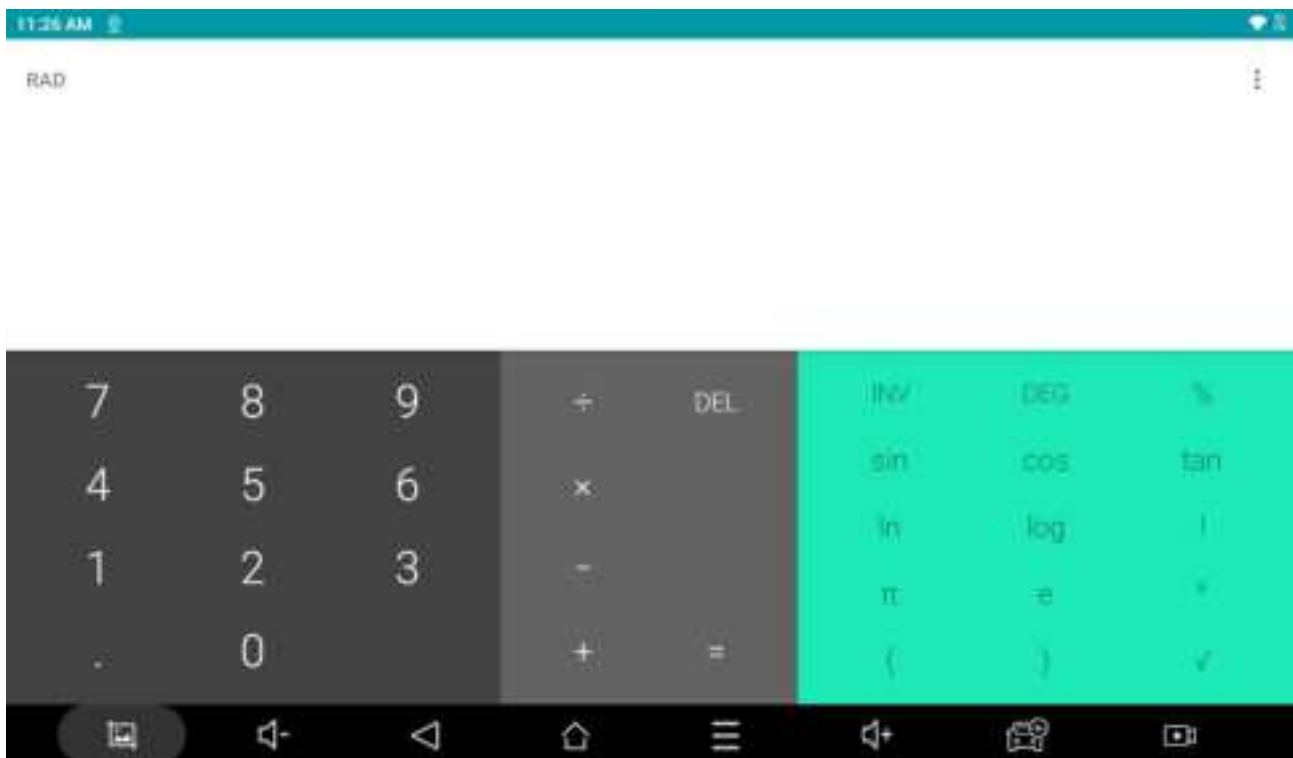 11:26 AM
RAD
7 8 9 ÷ DEL INV DEG %
4 5 6 × sin cos tan
1 2 3 − ln log !
π e ^
. 0 + = ( ) √